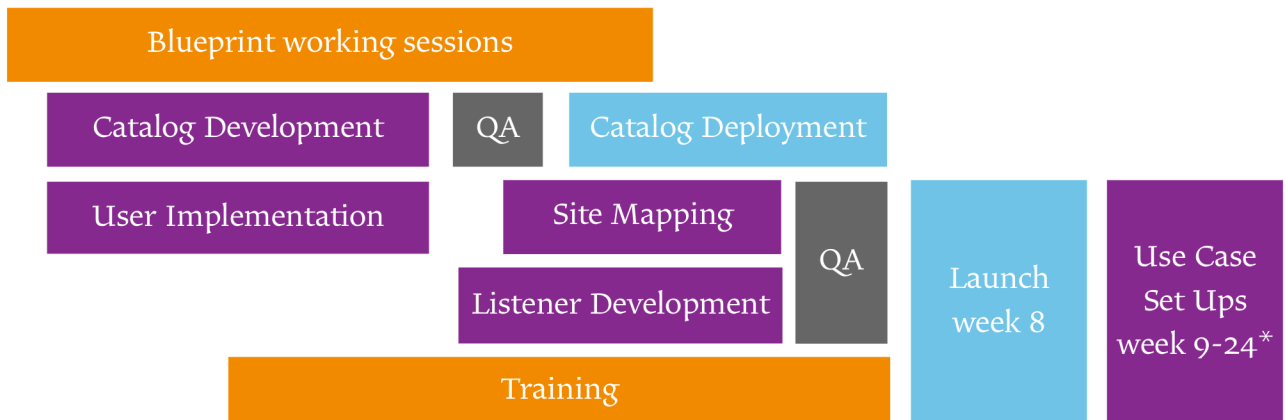 Blueprint working sessions
Catalog Development
QA
Catalog Deployment
User Implementation
Site Mapping
QA
Listener Development
Training
Launch
week 8
Use Case
Set Ups
week 9-24*